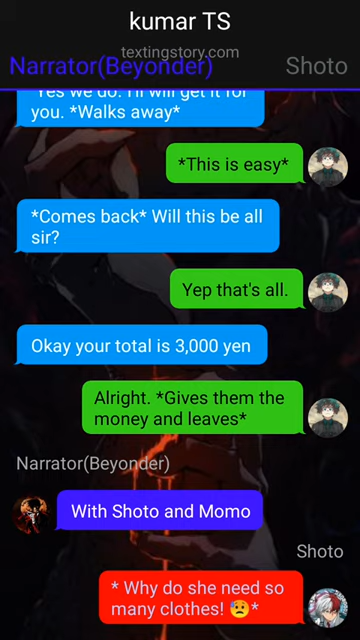 kumar TS
textingstory.com
Narrator(Beyonder)
Shoto
Yes we do. I'll will get it for
you. *Walks away*
*This is easy*
*Comes back* Will this be all
sir?
Yep that's all.
Okay your total is 3,000 yen
Alright. *Gives them the
money and leaves*
Narrator(Beyonder)
With Shoto and Momo
Shoto
* Why do she need so
many clothes! 😥*